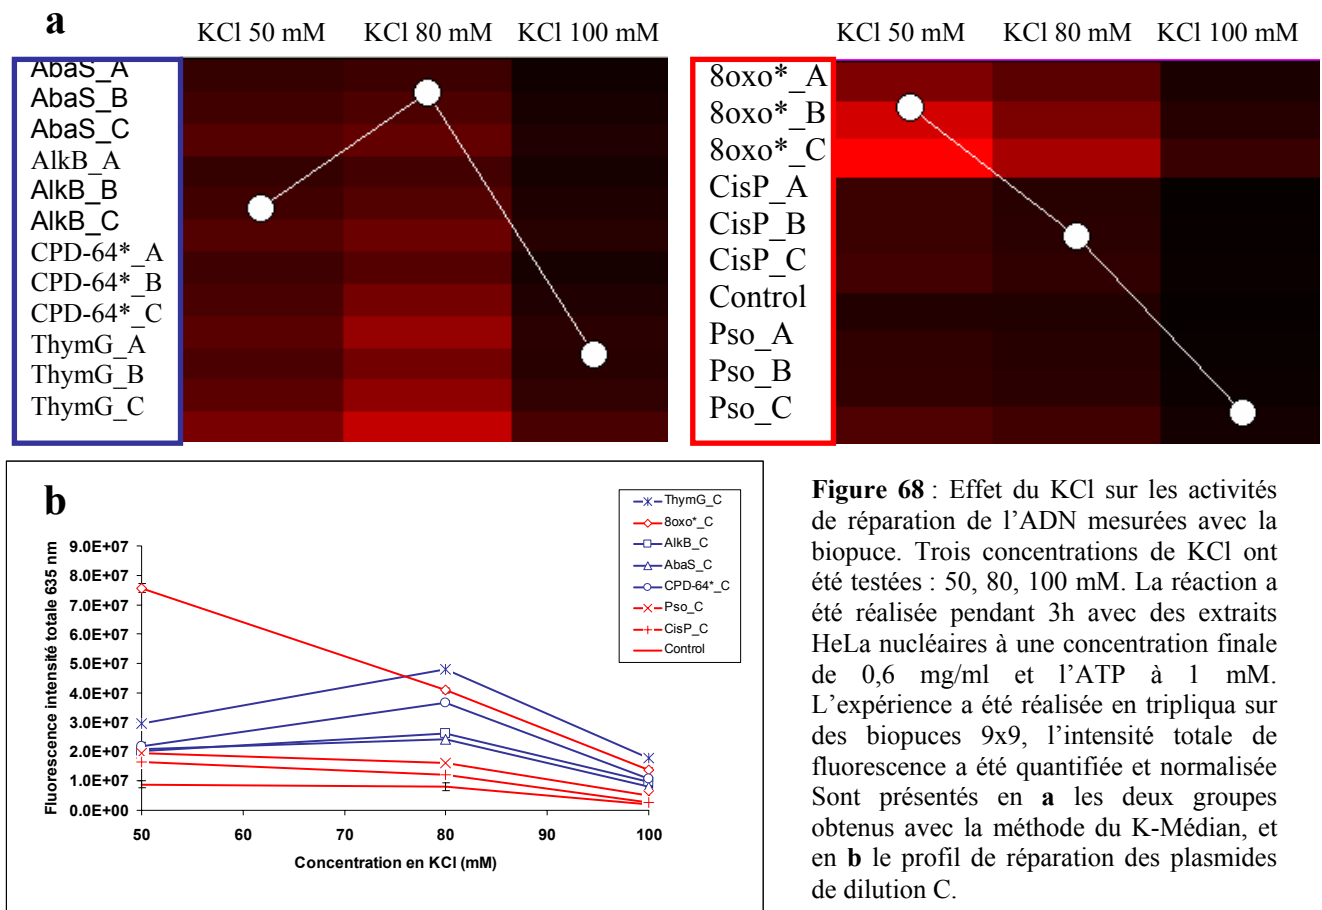 a
KCl 50 mM KCl 80 mM KCl 100 mM
AbaS_A
AbaS_B
AbaS_C
AlkB_A
AlkB_B
AlkB_C
CPD-64*_A
CPD-64*_B
CPD-64*_C
ThymG_A
ThymG_B
ThymG_C
KCl 50 mM KCl 80 mM KCl 100 mM
8oxo*_A
8oxo*_B
8oxo*_C
CisP_A
CisP_B
CisP_C
Control
Pso_A
Pso_B
Pso_C
b
Fluorescence intensité totale 635 nm
9.0E+07
8.0E+07
7.0E+07
6.0E+07
5.0E+07
4.0E+07
3.0E+07
2.0E+07
1.0E+07
0.0E+00
50 60 70 80 90 100
Concentration en KCl (mM)
ThymG_C
8oxo*_C
AlkB_C
AbaS_C
CPD-64*_C
Pso_C
CisP_C
Control
Figure 68 : Effet du KCl sur les activités
de réparation de l'ADN mesurées avec la
biopuce. Trois concentrations de KCl ont
été testées : 50, 80, 100 mM. La réaction a
été réalisée pendant 3h avec des extraits
HeLa nucléaires à une concentration finale
de 0,6 mg/ml et l'ATP à 1 mM.
L'expérience a été réalisée en tripliqua sur
des biopuces 9x9, l'intensité totale de
fluorescence a été quantifiée et normalisée
Sont présentés en a les deux groupes
obtenus avec la méthode du K-Médian, et
en b le profil de réparation des plasmides
de dilution C.